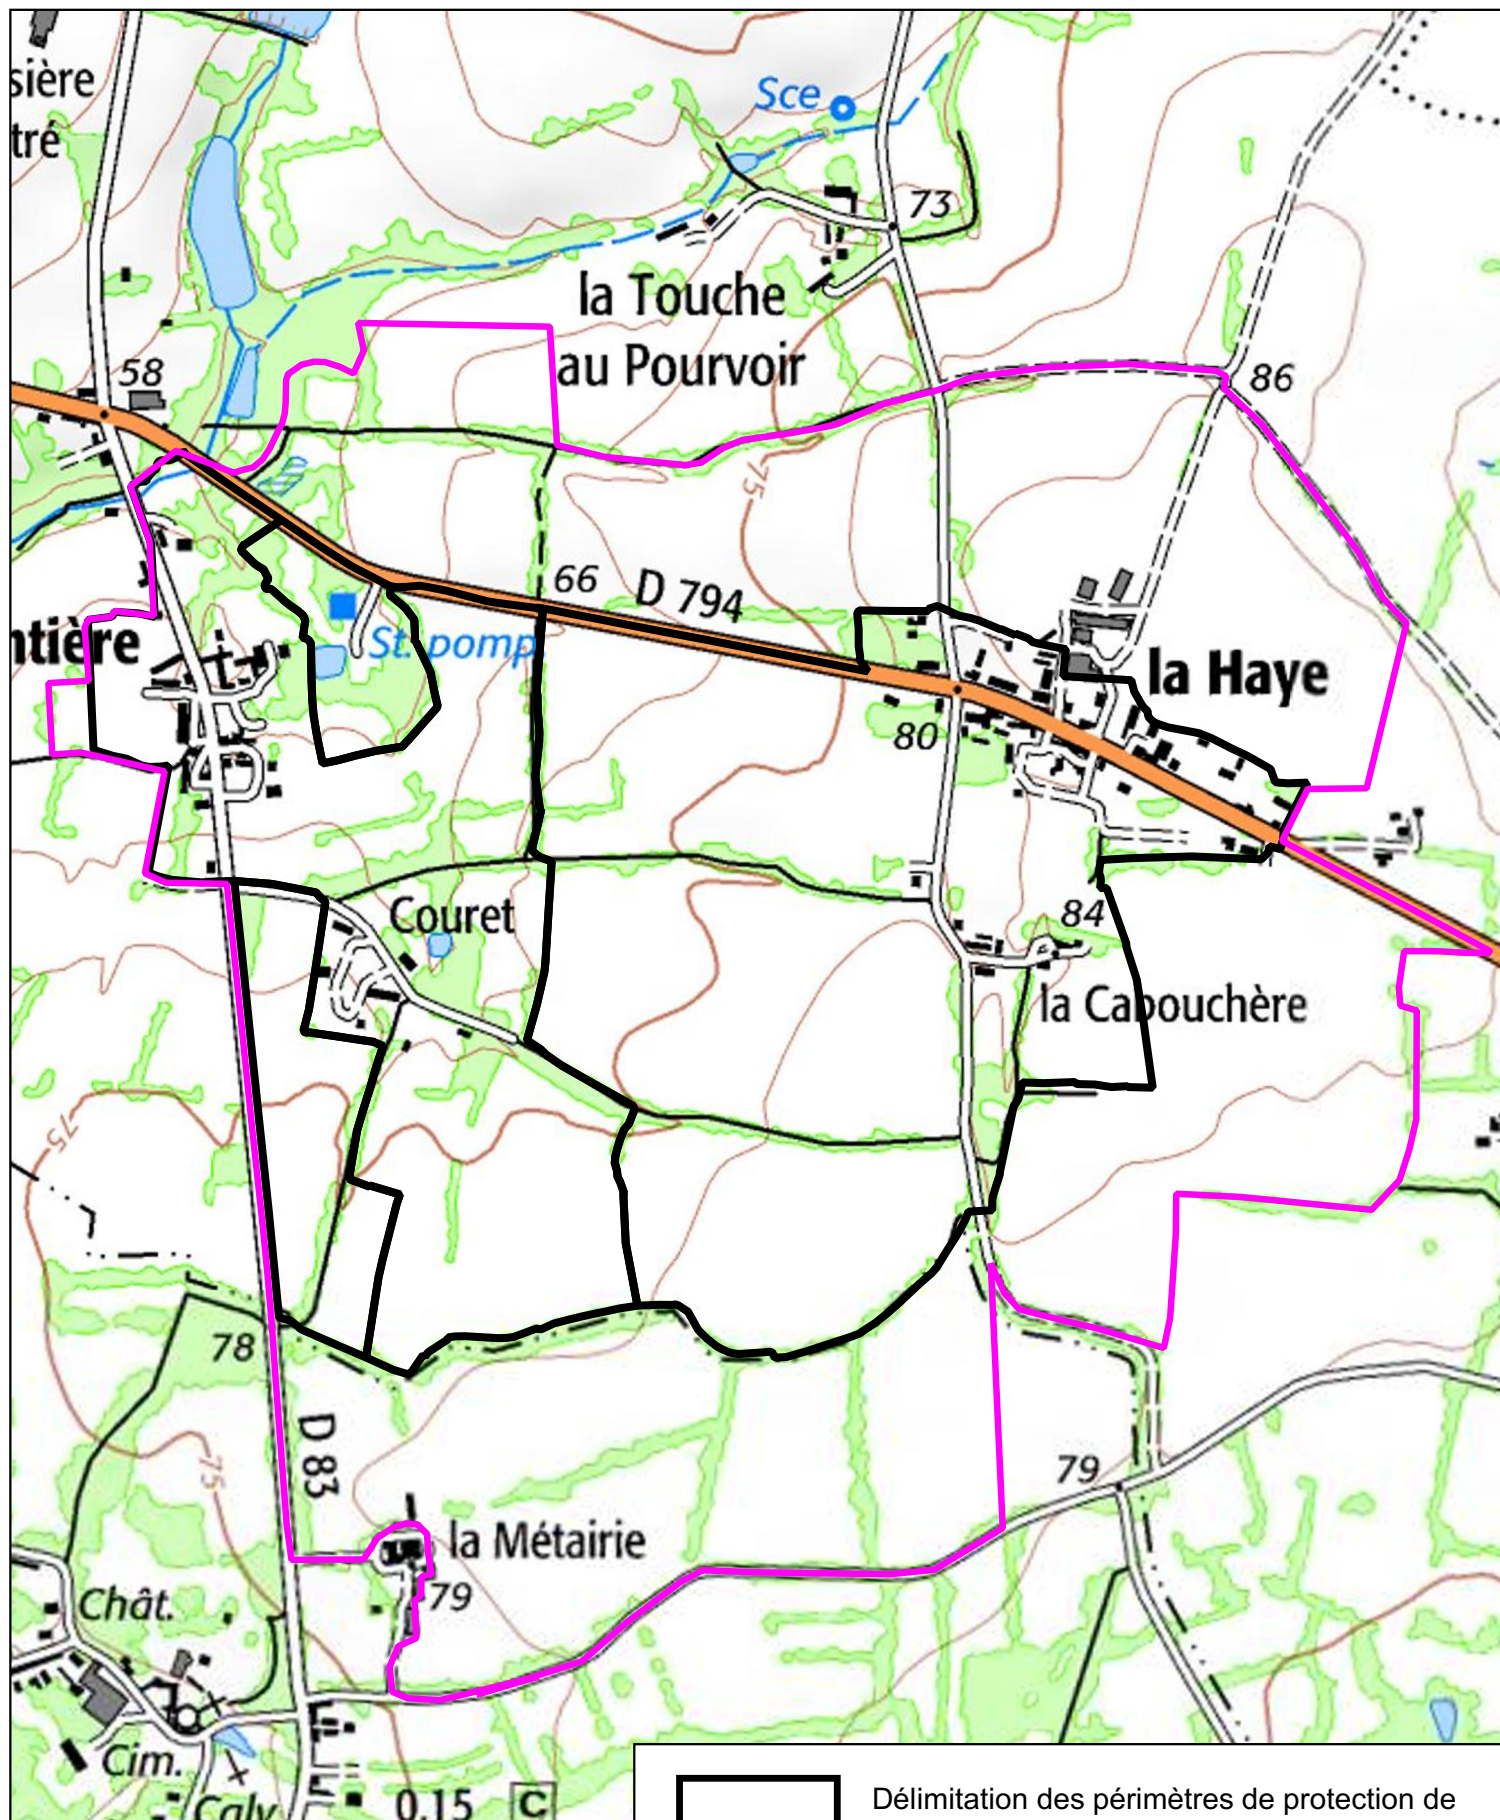 sière
tré
Sce
73
la Touche
au Pourvoir
58
86
75
66
D 794
ntière
St. pomp
la Haye
80
Couret
84
la Cabouchère
75
78
D 83
75
79
la Métairie
79
Chât.
Cim.
Calv
0.15
C
Délimitation des périmètres de protection de